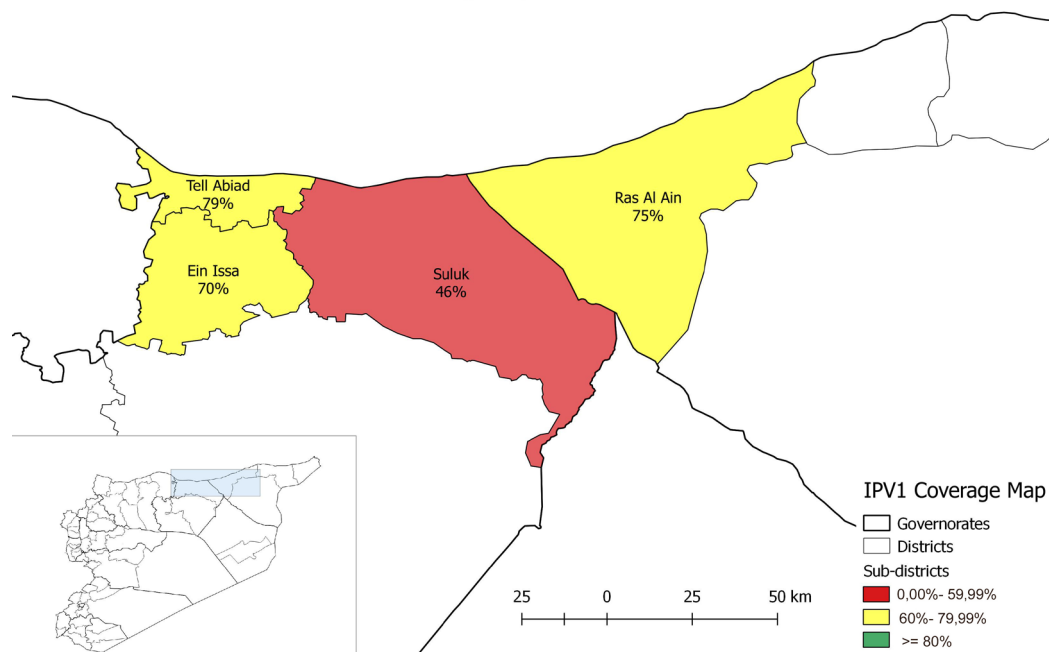 Tell Abiad
79%
Ras Al Ain
75%
Ein Issa
70%
Suluk
46%
IPV1 Coverage Map
Governorates
Districts
Sub-districts
0,00%- 59,99%
60%- 79,99%
>= 80%
25 0 25 50 km